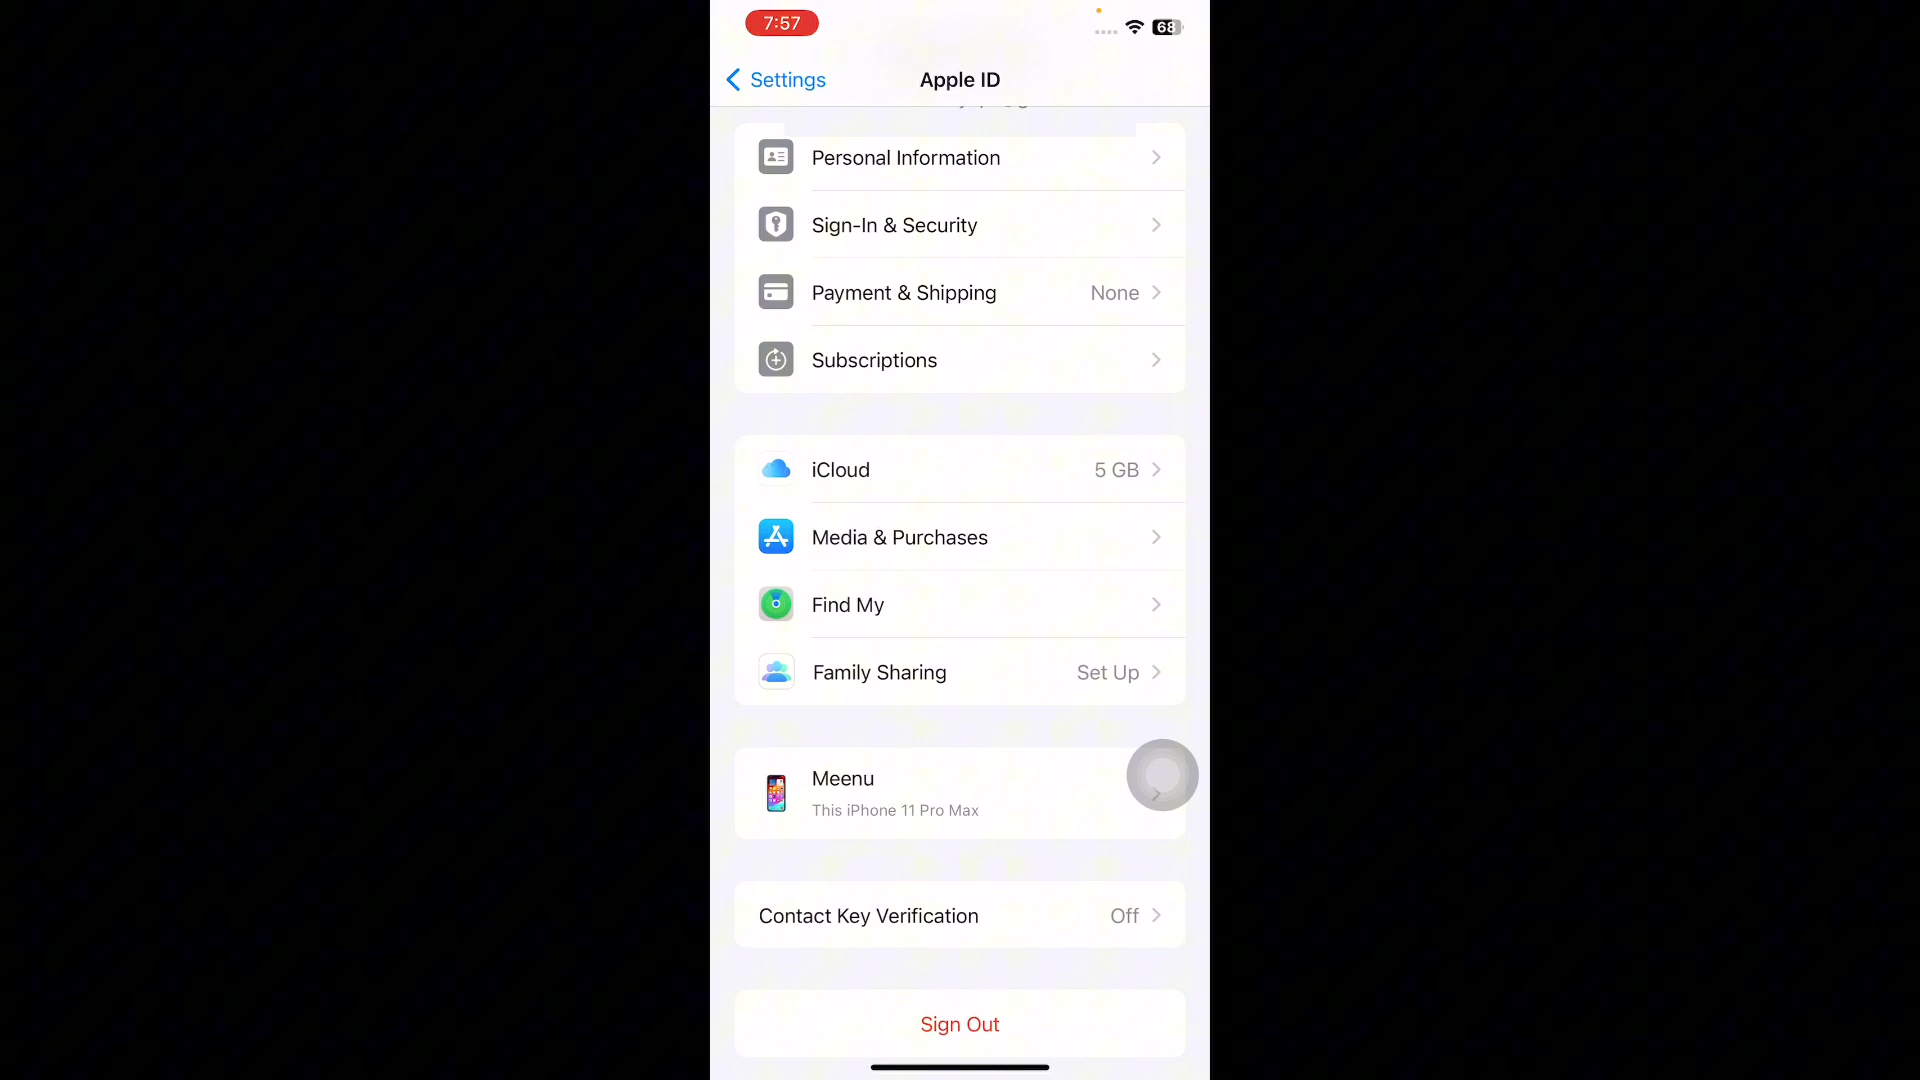 7:57
68
Settings
Apple ID
Personal Information
Sign-In & Security
Payment & Shipping None
Subscriptions
iCloud 5 GB
Media & Purchases
Find My
Family Sharing Set Up
Meenu
This iPhone 11 Pro Max
Contact Key Verification Off
Sign Out